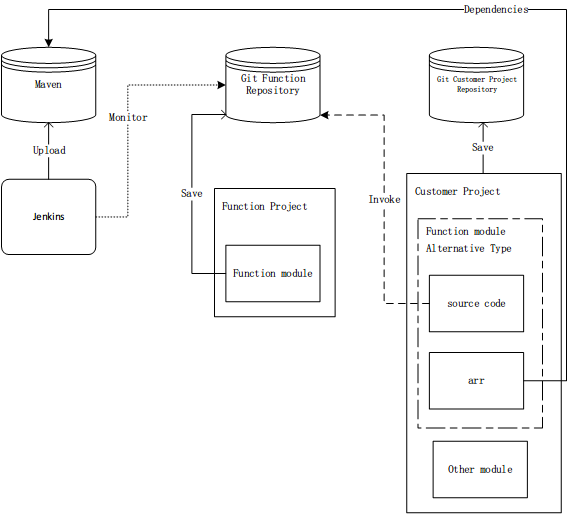 Dependencies
Maven
Git Function
Repository
Git Customer Project
Repository
Monitor
Upload
Save
Jenkins
Save
Invoke
Customer Project
Function Project
Function module
Alternative Type
Function module
source code
arr
Other module